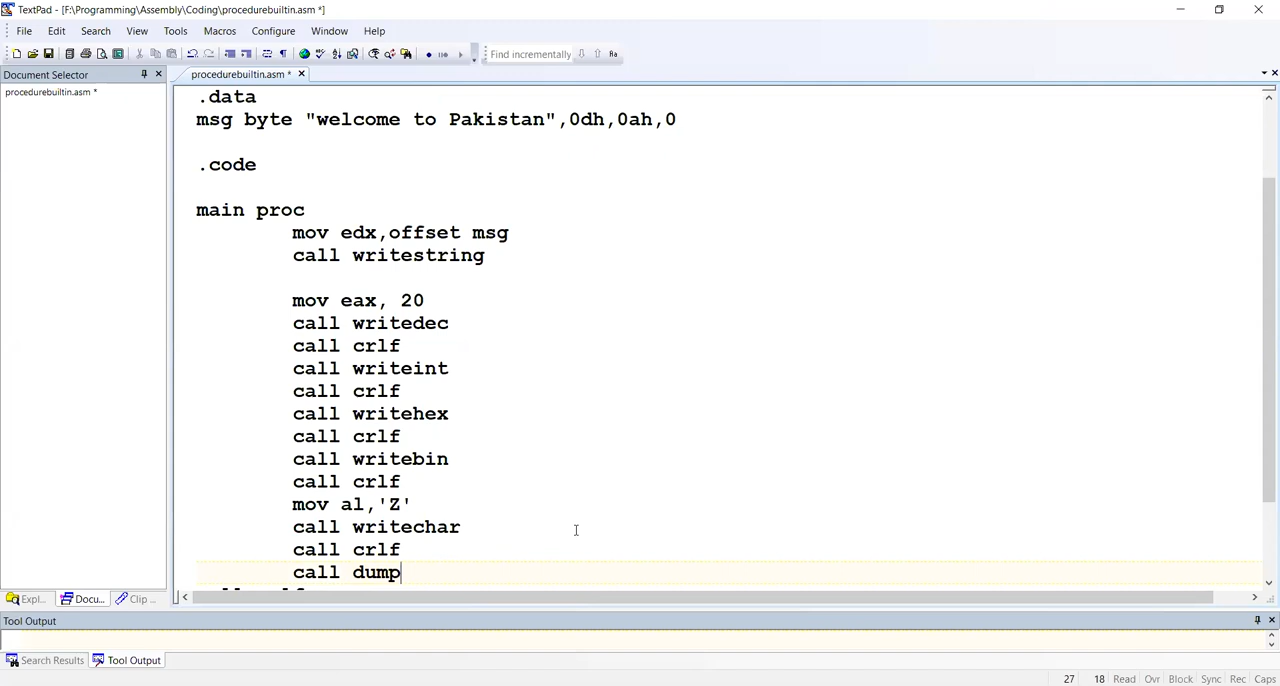 TextPad - [F:\Programming\Assembly\Coding\procedurebuiltin.asm *]
File Edit Search View Tools Macros Configure Window Help
Find incrementally
Document Selector
procedurebuiltin.asm *
procedurebuiltin.asm *
.data
msg byte "welcome to Pakistan",0dh,0ah,0
.code
main proc
mov edx,offset msg
call writestring
mov eax, 20
call writedec
call crlf
call writeint
call crlf
call writehex
call crlf
call writebin
call crlf
mov al,'Z'
call writechar
call crlf
call dump
Expl... Docu... Clip ...
Tool Output
Search Results Tool Output
27 18 Read Ovr Block Sync Rec Caps